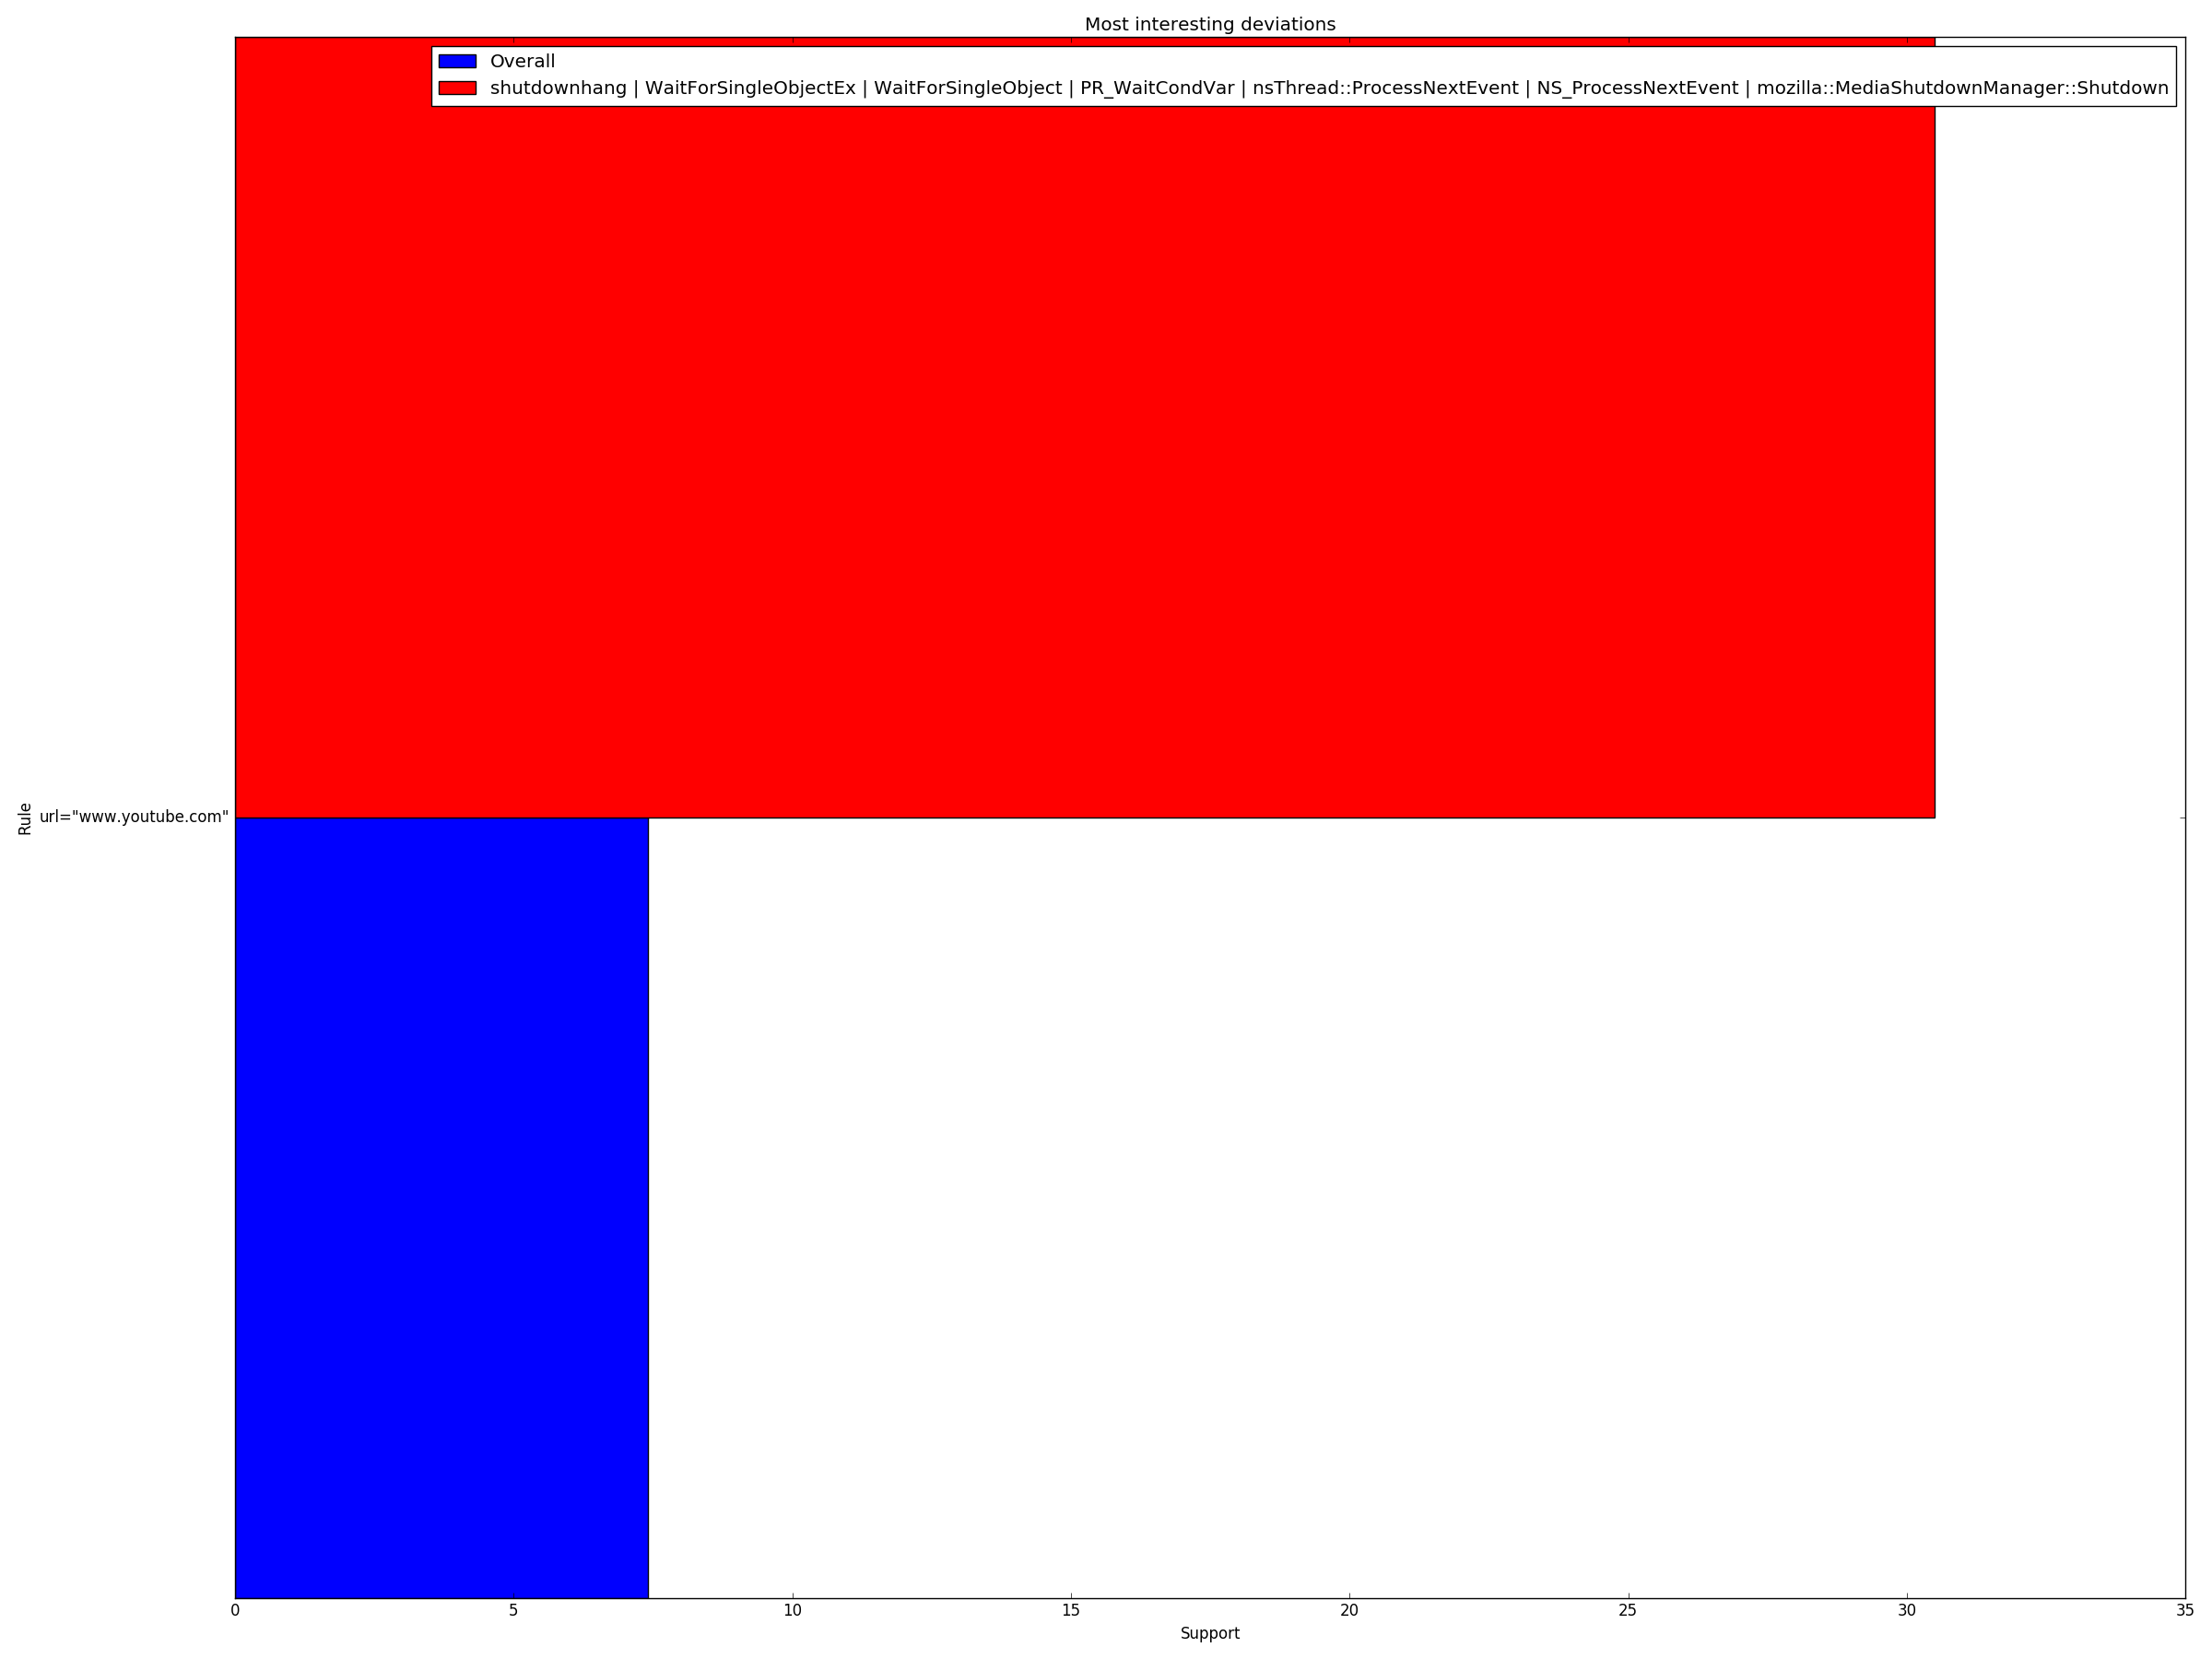 Most interesting deviations
Overall
shutdownhang | WaitForSingleObjectEx | WaitForSingleObject | PR_WaitCondVar | nsThread::ProcessNextEvent | NS_ProcessNextEvent | mozilla::MediaShutdownManager::Shutdown
Rule
url="www.youtube.com"
0 5 10 15 20 25 30 35
Support